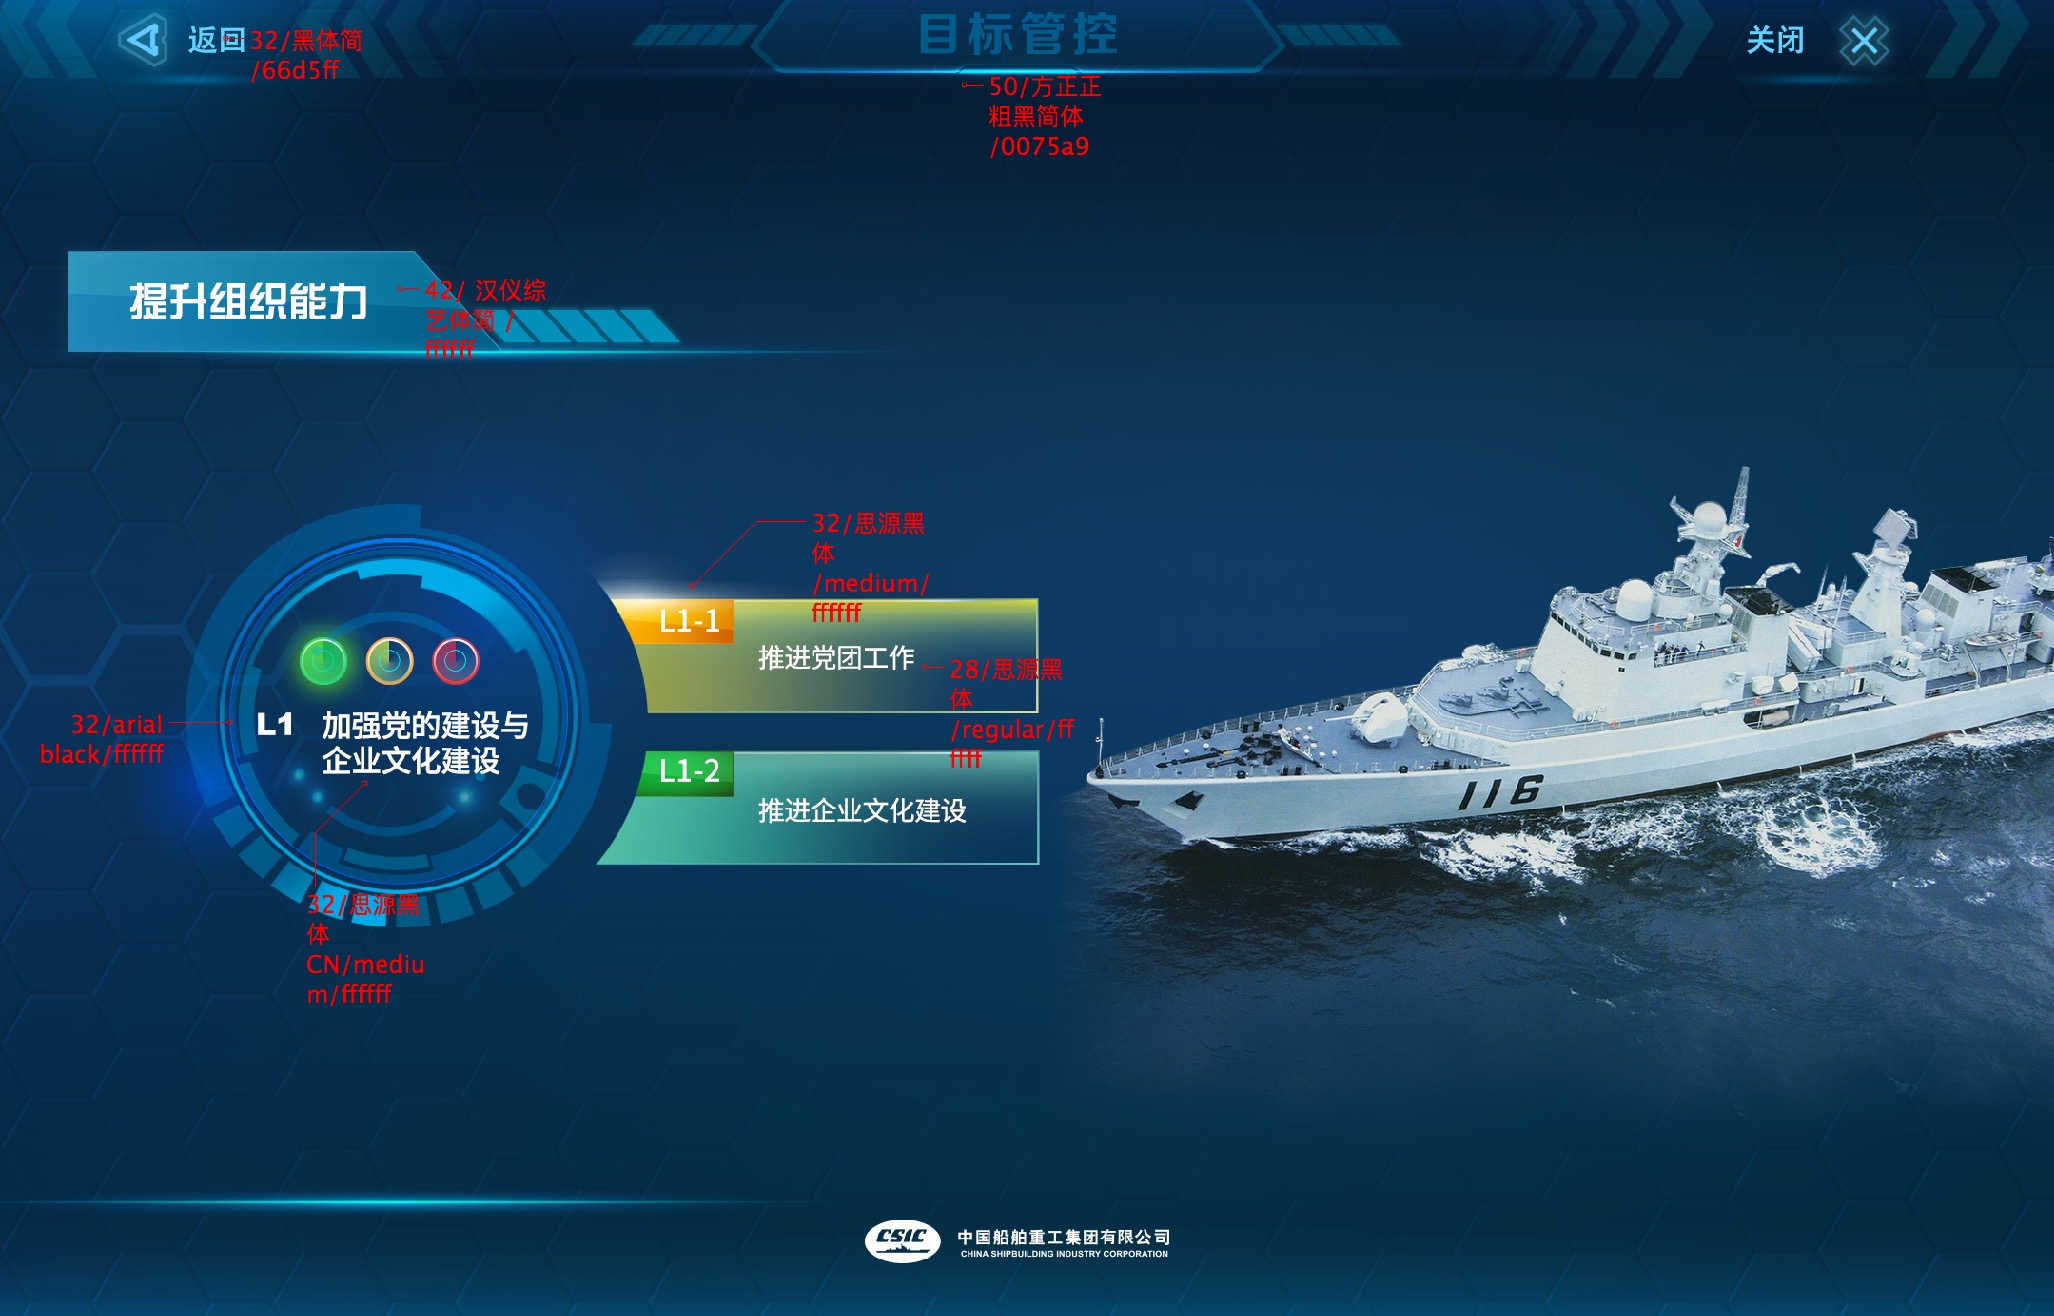 返回
32/黑体简
/66d5ff
目标管控
50/方正正
粗黑简体
/0075a9
关闭
提升组织能力
42/ 汉仪综
艺体简 /
ffffff
32/思源黑
体
/medium/
ffffff
L1-1
推进党团工作
28/思源黑
体
/regular/ff
ffff
32/arial
black/ffffff
L1
加强党的建设与
企业文化建设
L1-2
推进企业文化建设
116
32/思源黑
体
CN/mediu
m/ffffff
CSIC
中国船舶重工集团有限公司
CHINA SHIPBUILDING INDUSTRY CORPORATION